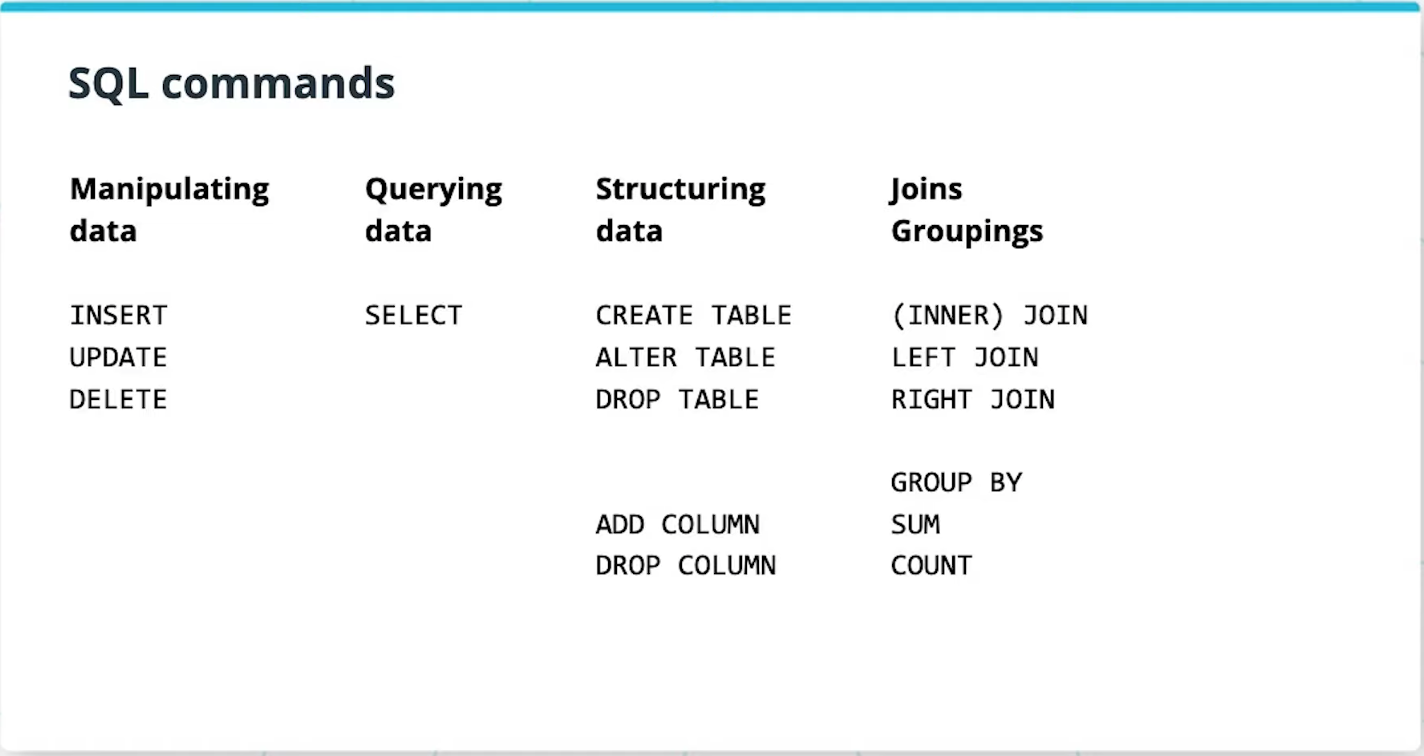 SQL commands
Manipulating
data
INSERT
UPDATE
DELETE
Querying
data
SELECT
Structuring
data
CREATE TABLE
ALTER TABLE
DROP TABLE
ADD COLUMN
DROP COLUMN
Joins
Groupings
(INNER) JOIN
LEFT JOIN
RIGHT JOIN
GROUP BY
SUM
COUNT